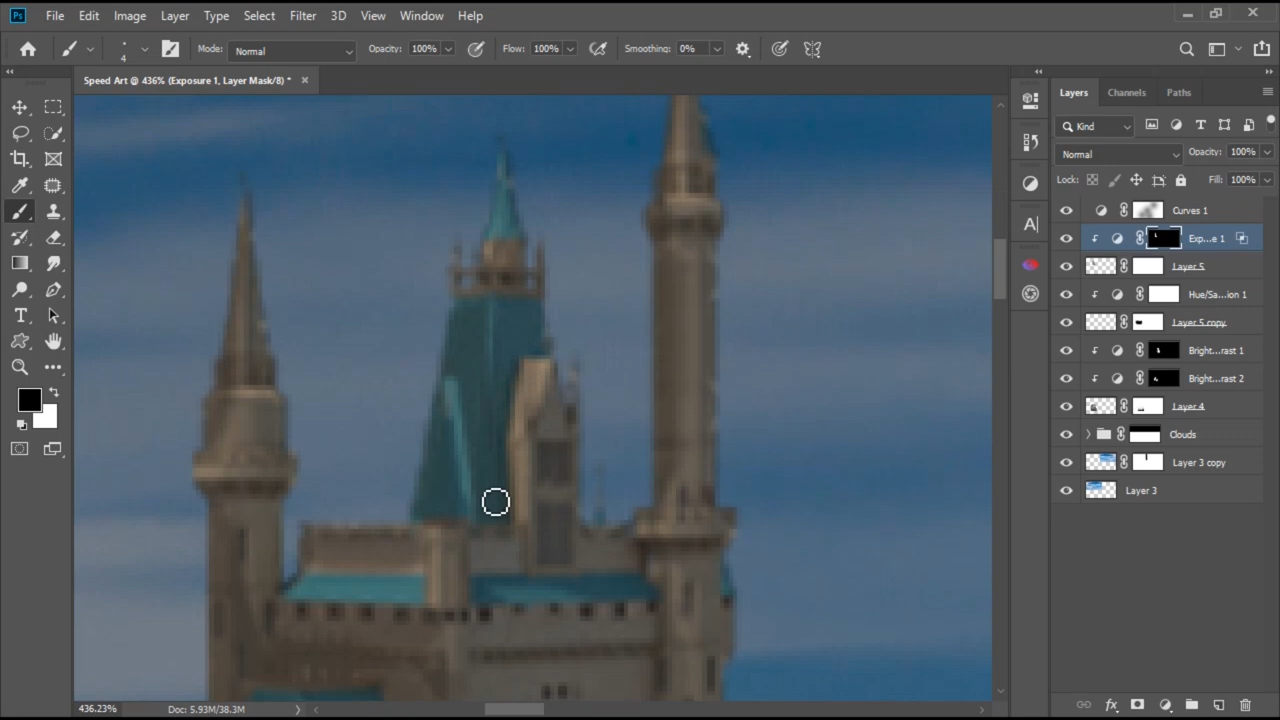 Ps File Edit Image Layer Type Select Filter 3D View Window Help
4 Mode: Normal Opacity: 100% Flow: 100% Smoothing: 0%
Speed Art @ 436% (Exposure 1, Layer Mask/8) *
Layers Channels Paths
Kind
Normal Opacity: 100%
Lock: Fill: 100%
Curves 1
Exp...e 1
Layer 5
Hue/Sa...ion 1
Layer 5 copy
Bright...rast 1
Bright...rast 2
Layer 4
Clouds
Layer 3 copy
Layer 3
436.23% Doc: 5.93M/38.3M